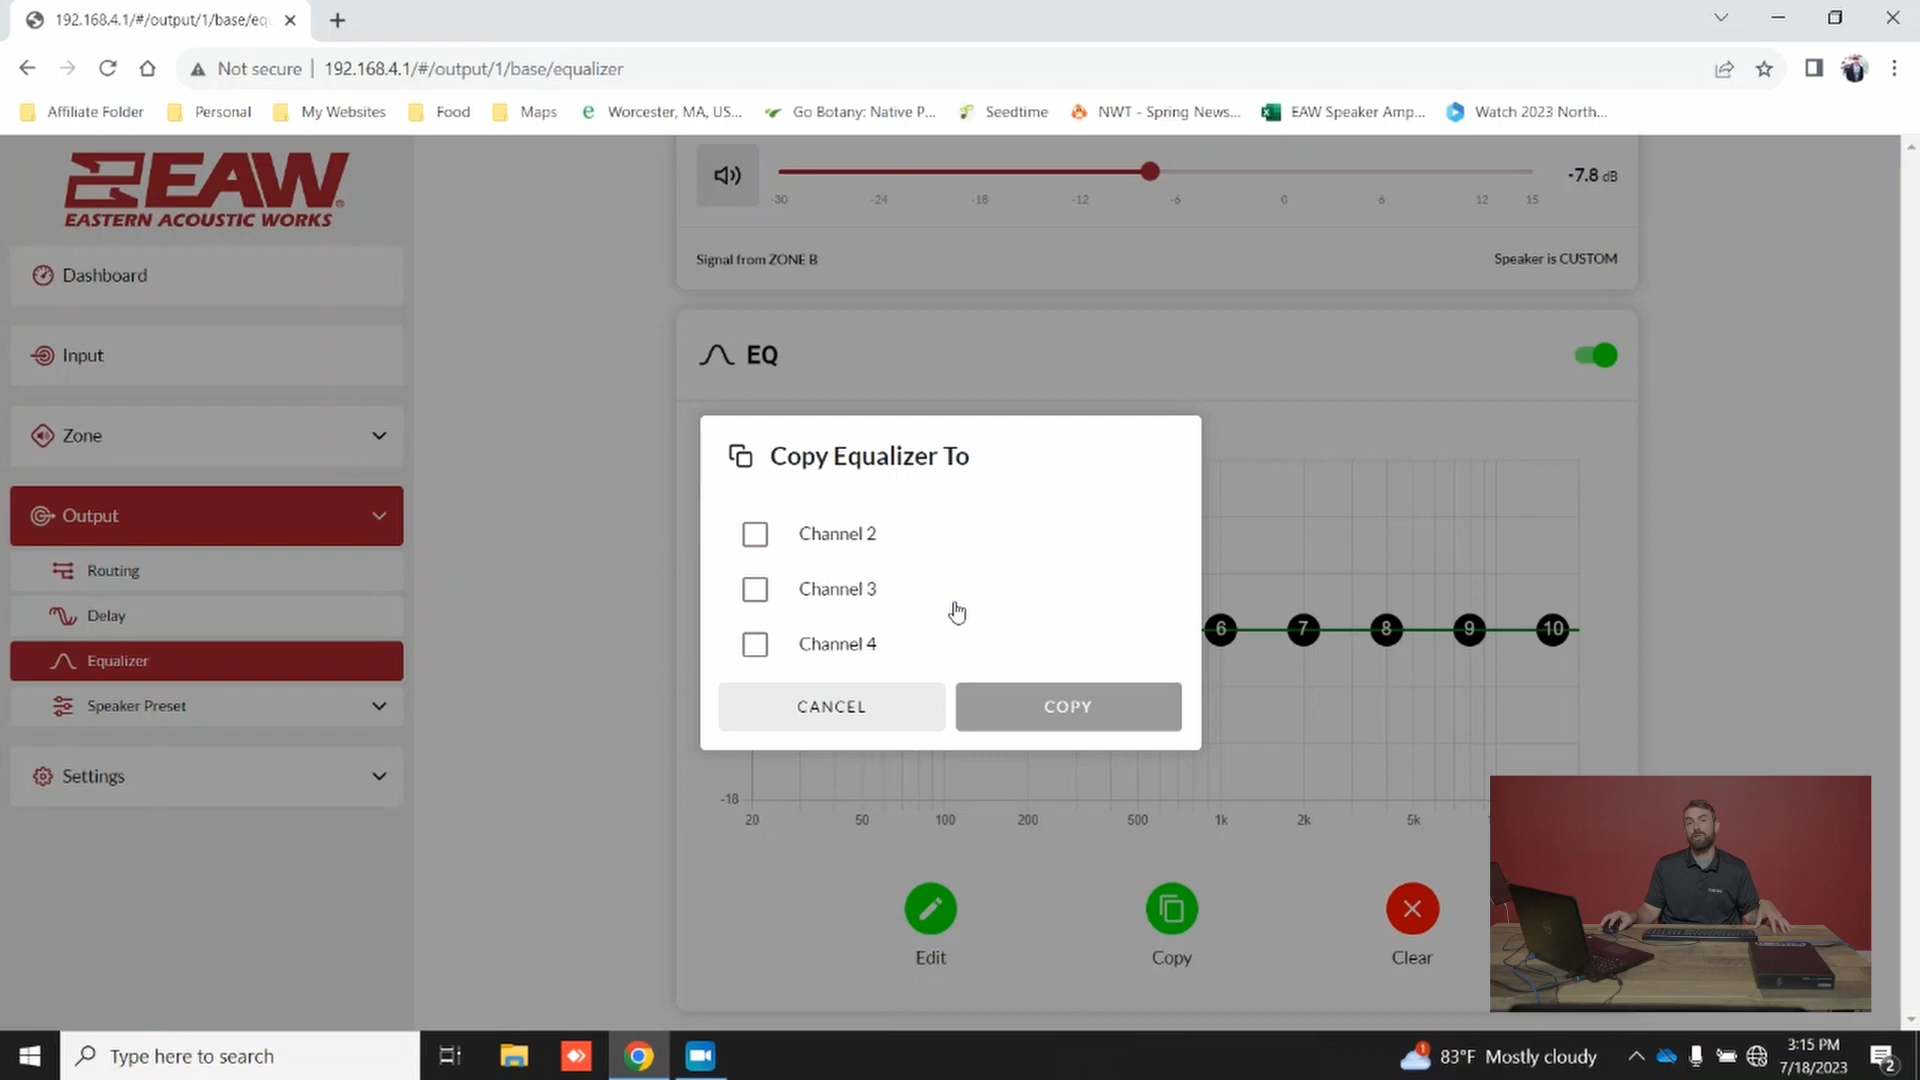 192.168.4.1/#/output/1/base/eq
Not secure
192.168.4.1/#/output/1/base/equalizer
Affiliate Folder
Personal
My Websites
Food
Maps
Worcester, MA, US...
Go Botany: Native P...
Seedtime
NWT - Spring News...
EAW Speaker Amp...
Watch 2023 North...
EAW
EASTERN ACOUSTIC WORKS
Dashboard
Input
Zone
Output
Routing
Delay
Equalizer
Speaker Preset
Settings
-7.8 dB
-30 -24 -18 -12 -6 0 6 12 15
Signal from ZONE B
Speaker is CUSTOM
EQ
Copy Equalizer To
Channel 2
Channel 3
Channel 4
CANCEL
COPY
6 7 8 9 10
-18
20 50 100 200 500 1k 2k 5k
Edit
Copy
Clear
Type here to search
1
83°F Mostly cloudy
3:15 PM
7/18/2023
2